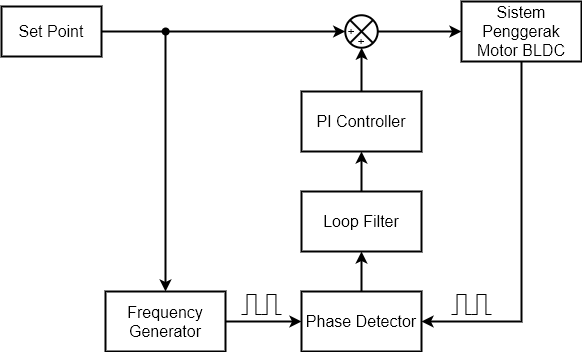 Set Point
+
+
Sistem
Penggerak
Motor BLDC
PI Controller
Loop Filter
Frequency
Generator
Phase Detector